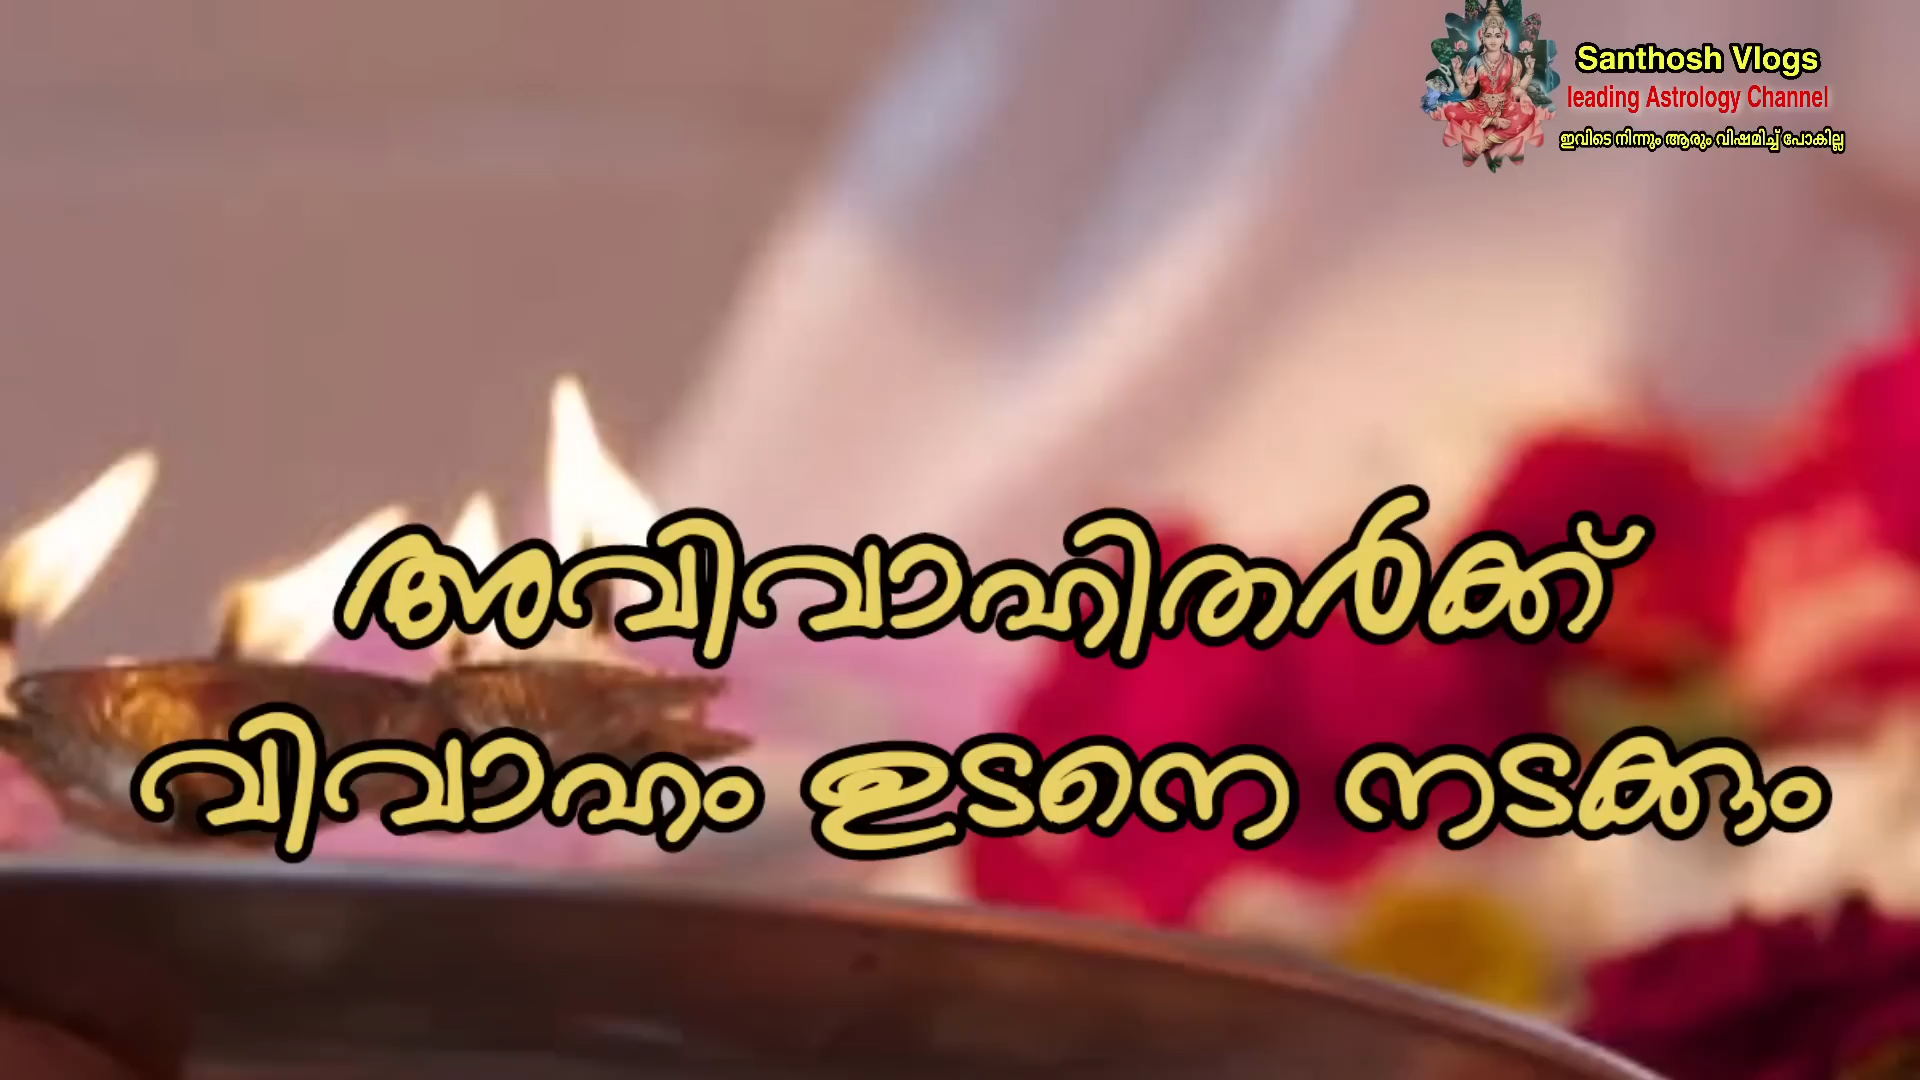 Santhosh Vlogs
leading Astrology Channel
ഇവിടെ നിന്നും ആരും വിഷമിച്ച് പോകില്ല
അവിവാഹിതർക്ക്
വിവാഹം ഉടനെ നടക്കും